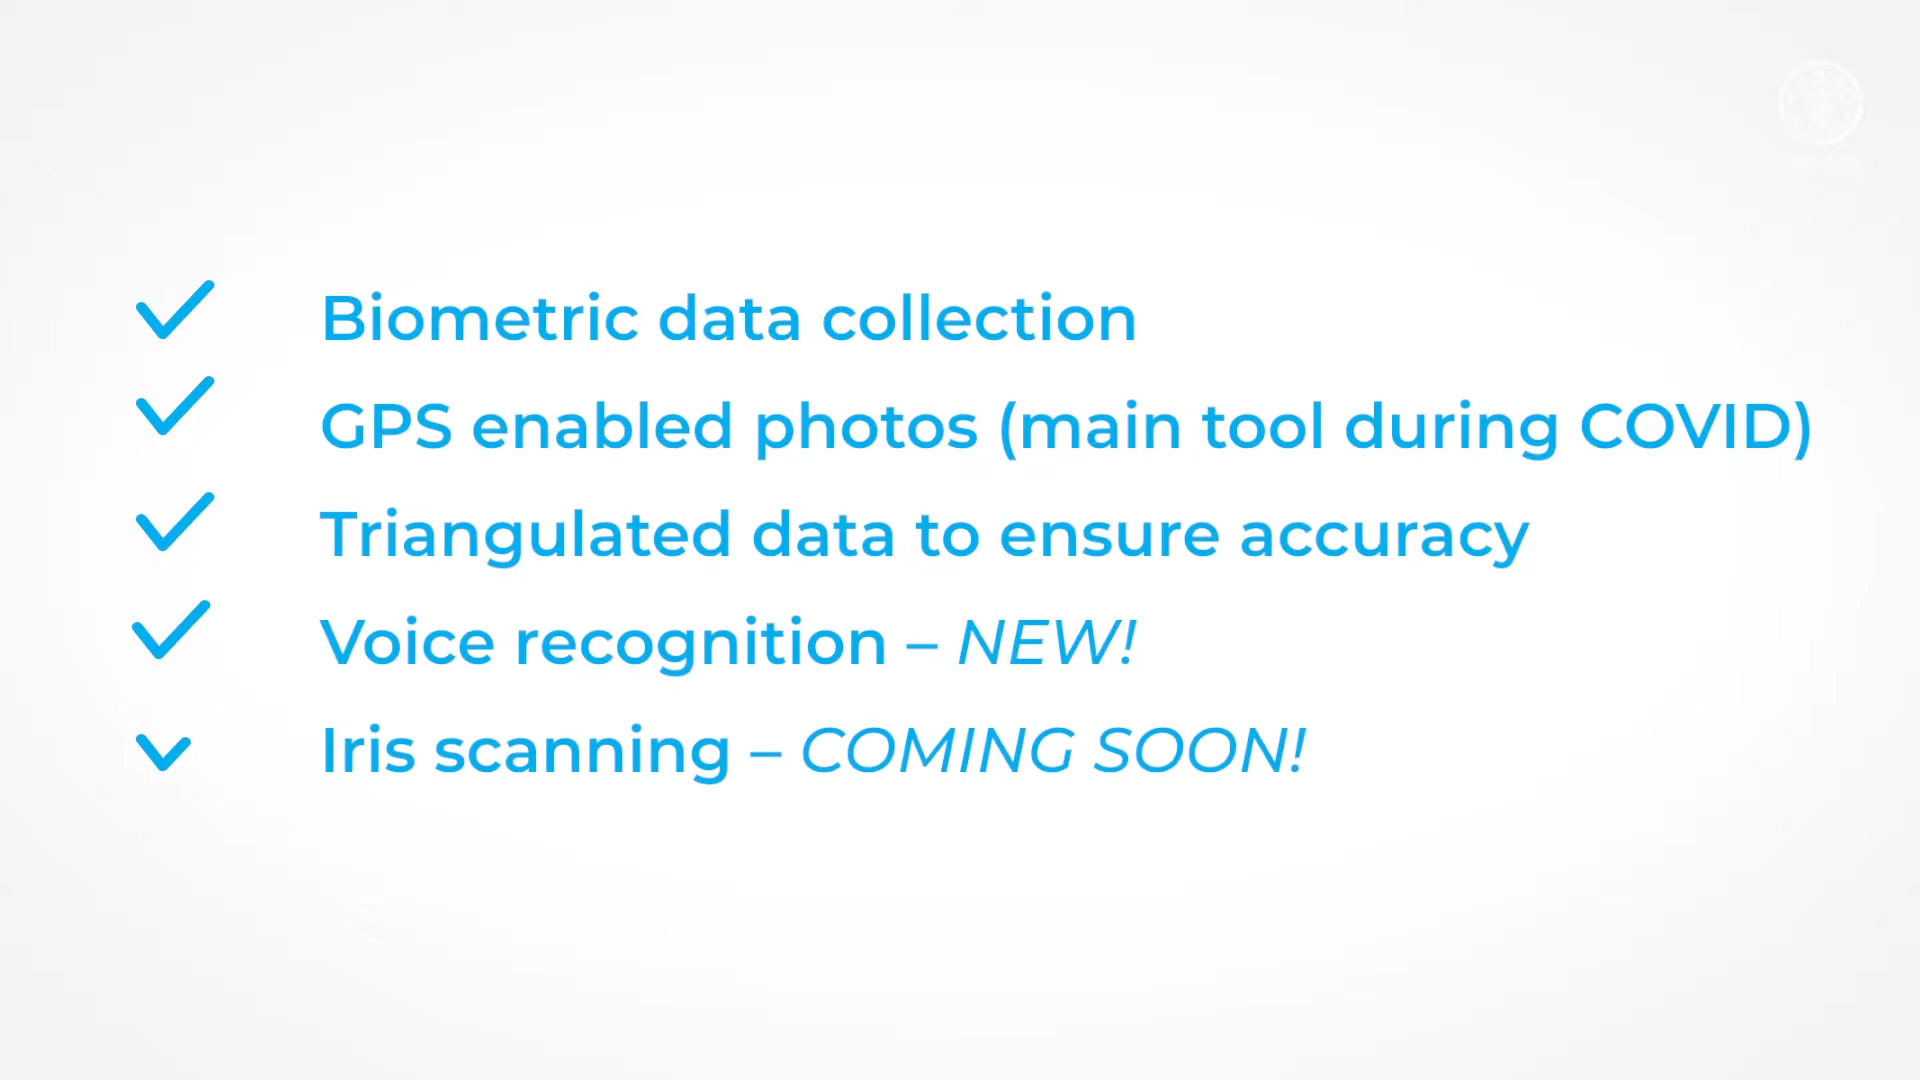 Biometric data collection
GPS enabled photos (main tool during COVID)
Triangulated data to ensure accuracy
Voice recognition – NEW!
Iris scanning – COMING SOON!